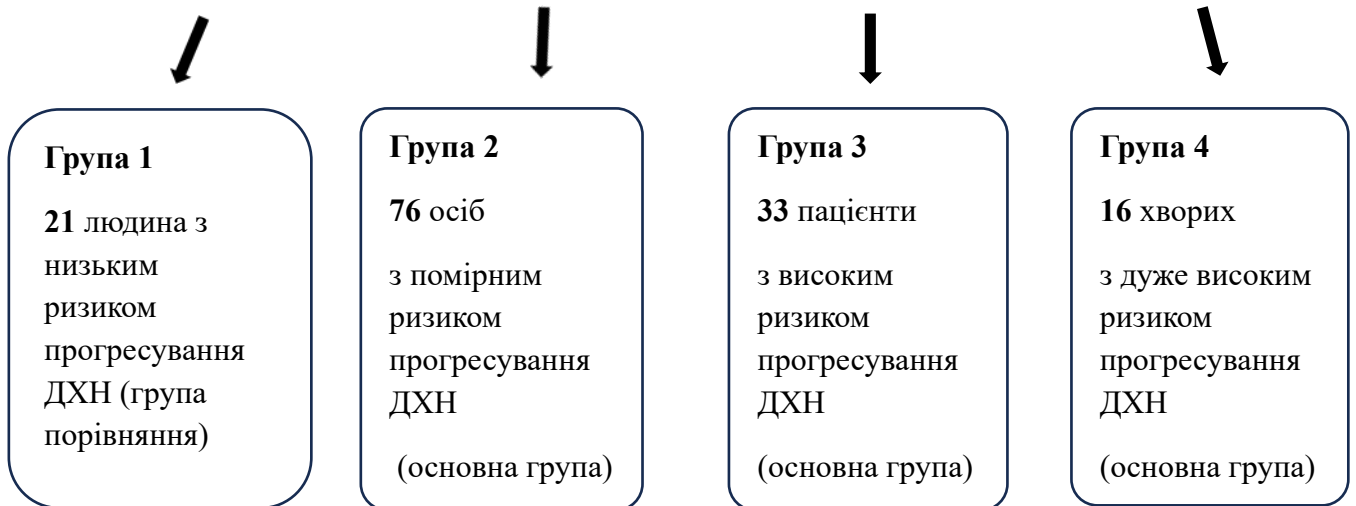 Група 1
21 людина з
низьким
ризиком
прогресування
ДХН (група
порівняння)
Група 2
76 осіб
з помірним
ризиком
прогресування
ДХН
(основна група)
Група 3
33 пацієнти
з високим
ризиком
прогресування
ДХН
(основна група)
Група 4
16 хворих
з дуже високим
ризиком
прогресування
ДХН
(основна група)